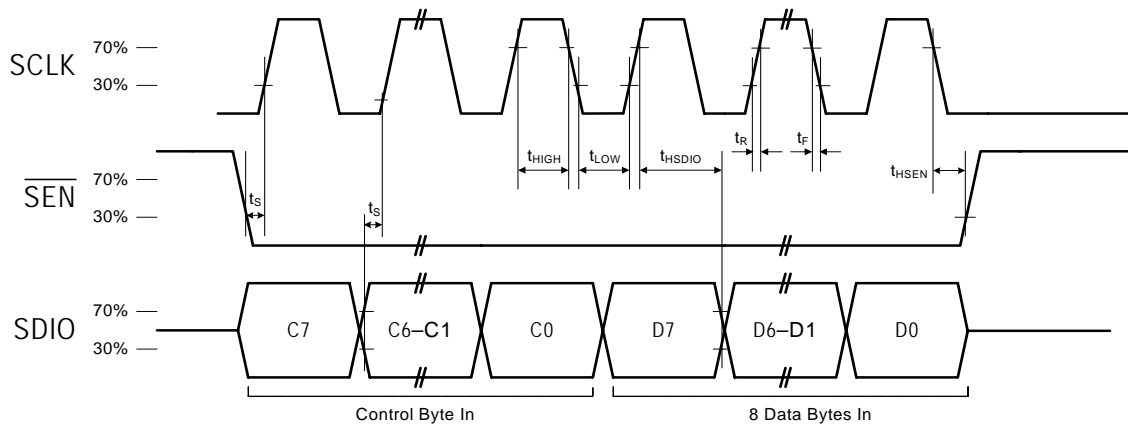 SCLK
70%
30%
SEN
70%
30%
tS
tS
tHIGH
tLOW
tHSDIO
tR
tF
tHSEN
SDIO
70%
30%
C7
C6–C1
C0
D7
D6–D1
D0
Control Byte In
8 Data Bytes In